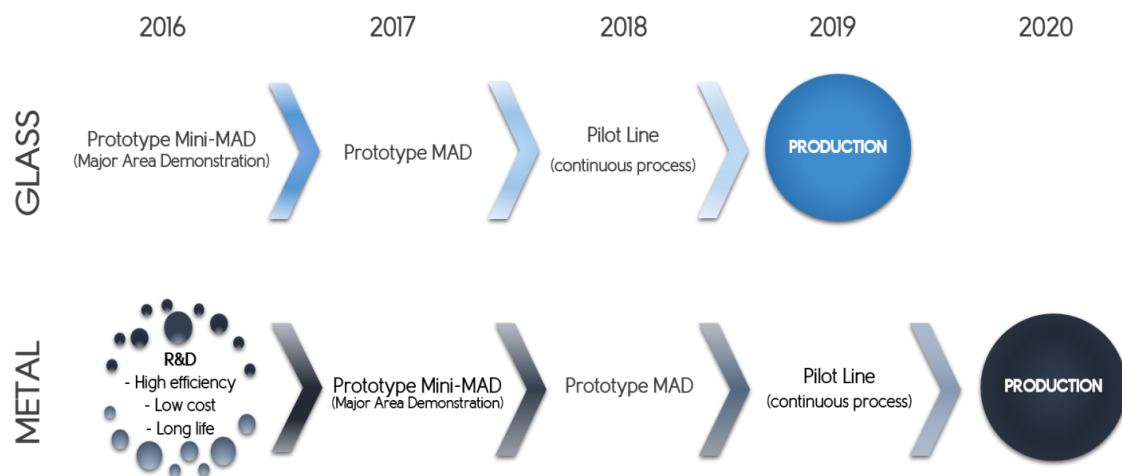 2016 2017 2018 2019 2020
GLASS
Prototype Mini-MAD
(Major Area Demonstration)
Prototype MAD
Pilot Line
(continuous process)
PRODUCTION
METAL
R&D
- High efficiency
- Low cost
- Long life
Prototype Mini-MAD
(Major Area Demonstration)
Prototype MAD
Pilot Line
(continuous process)
PRODUCTION